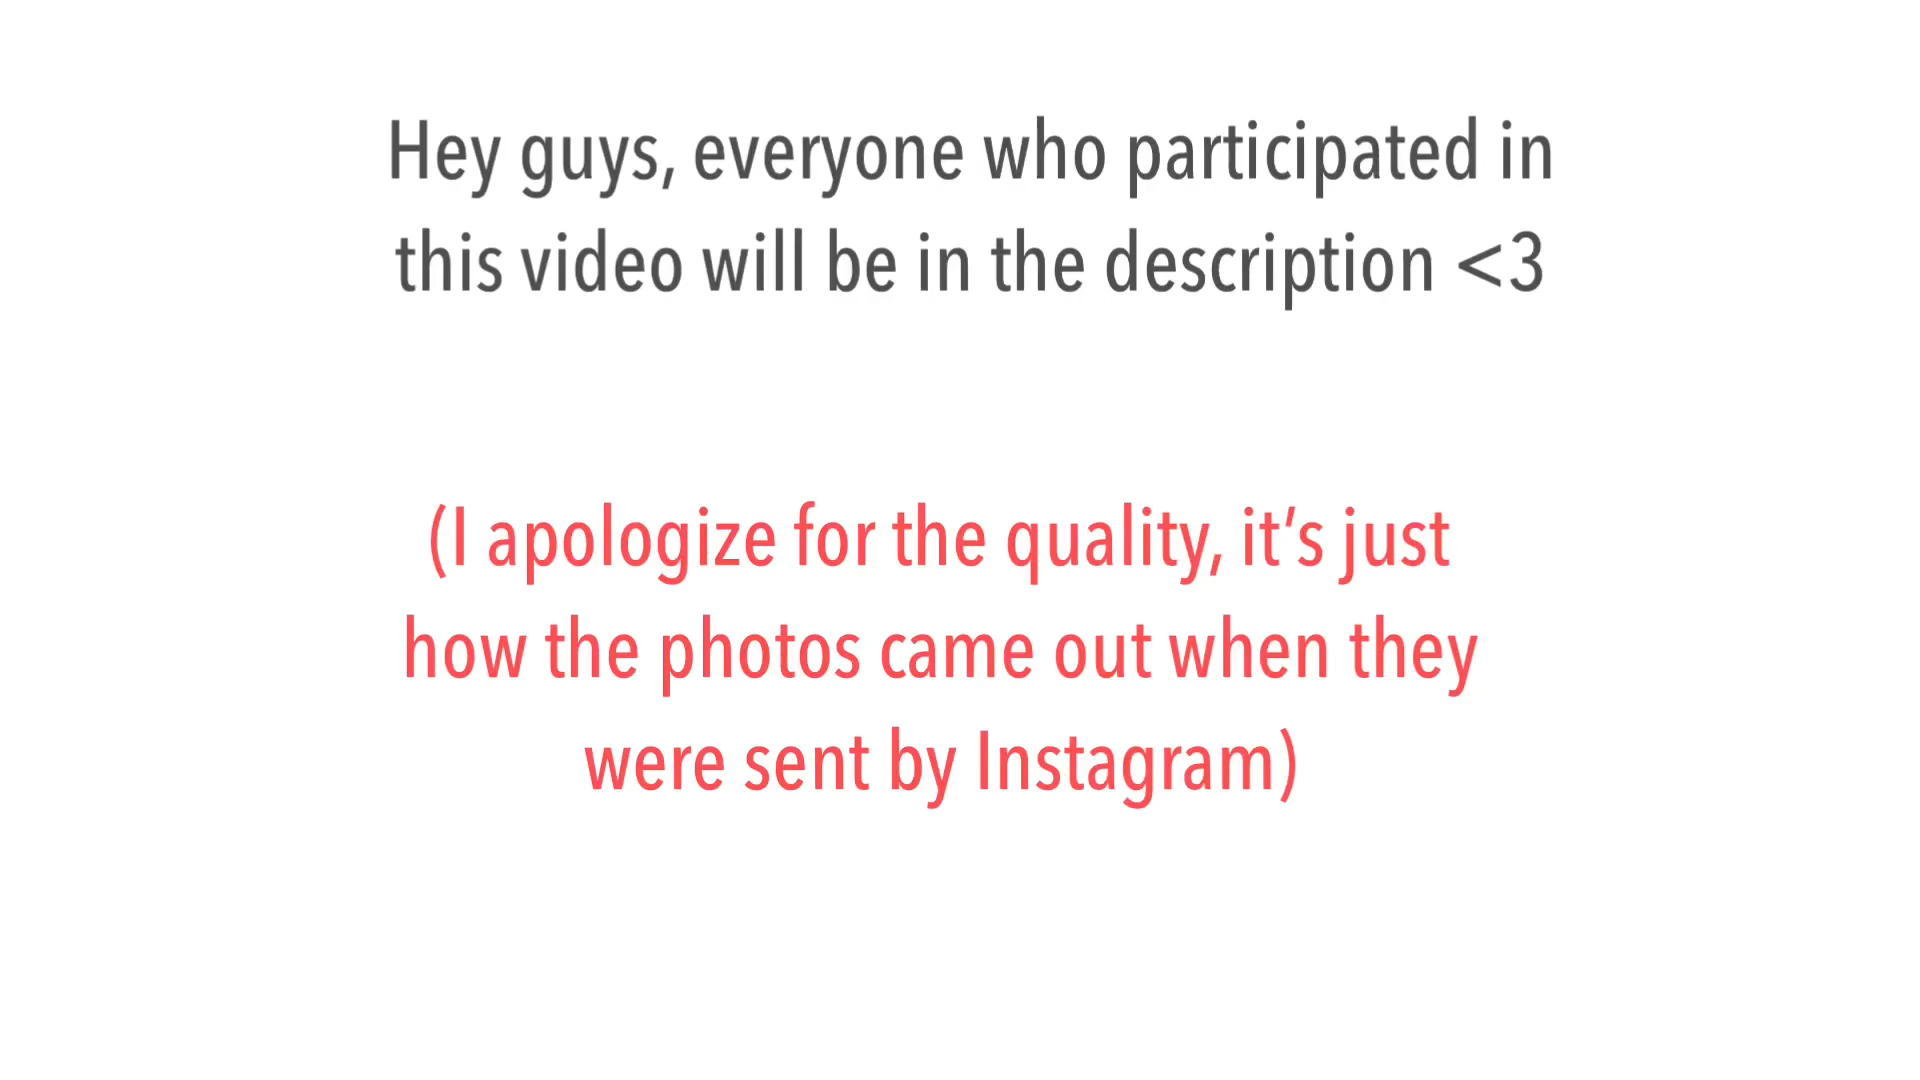 Hey guys, everyone who participated in
this video will be in the description <3
(I apologize for the quality, it‘s just
how the photos came out when they
were sent by Instagram)